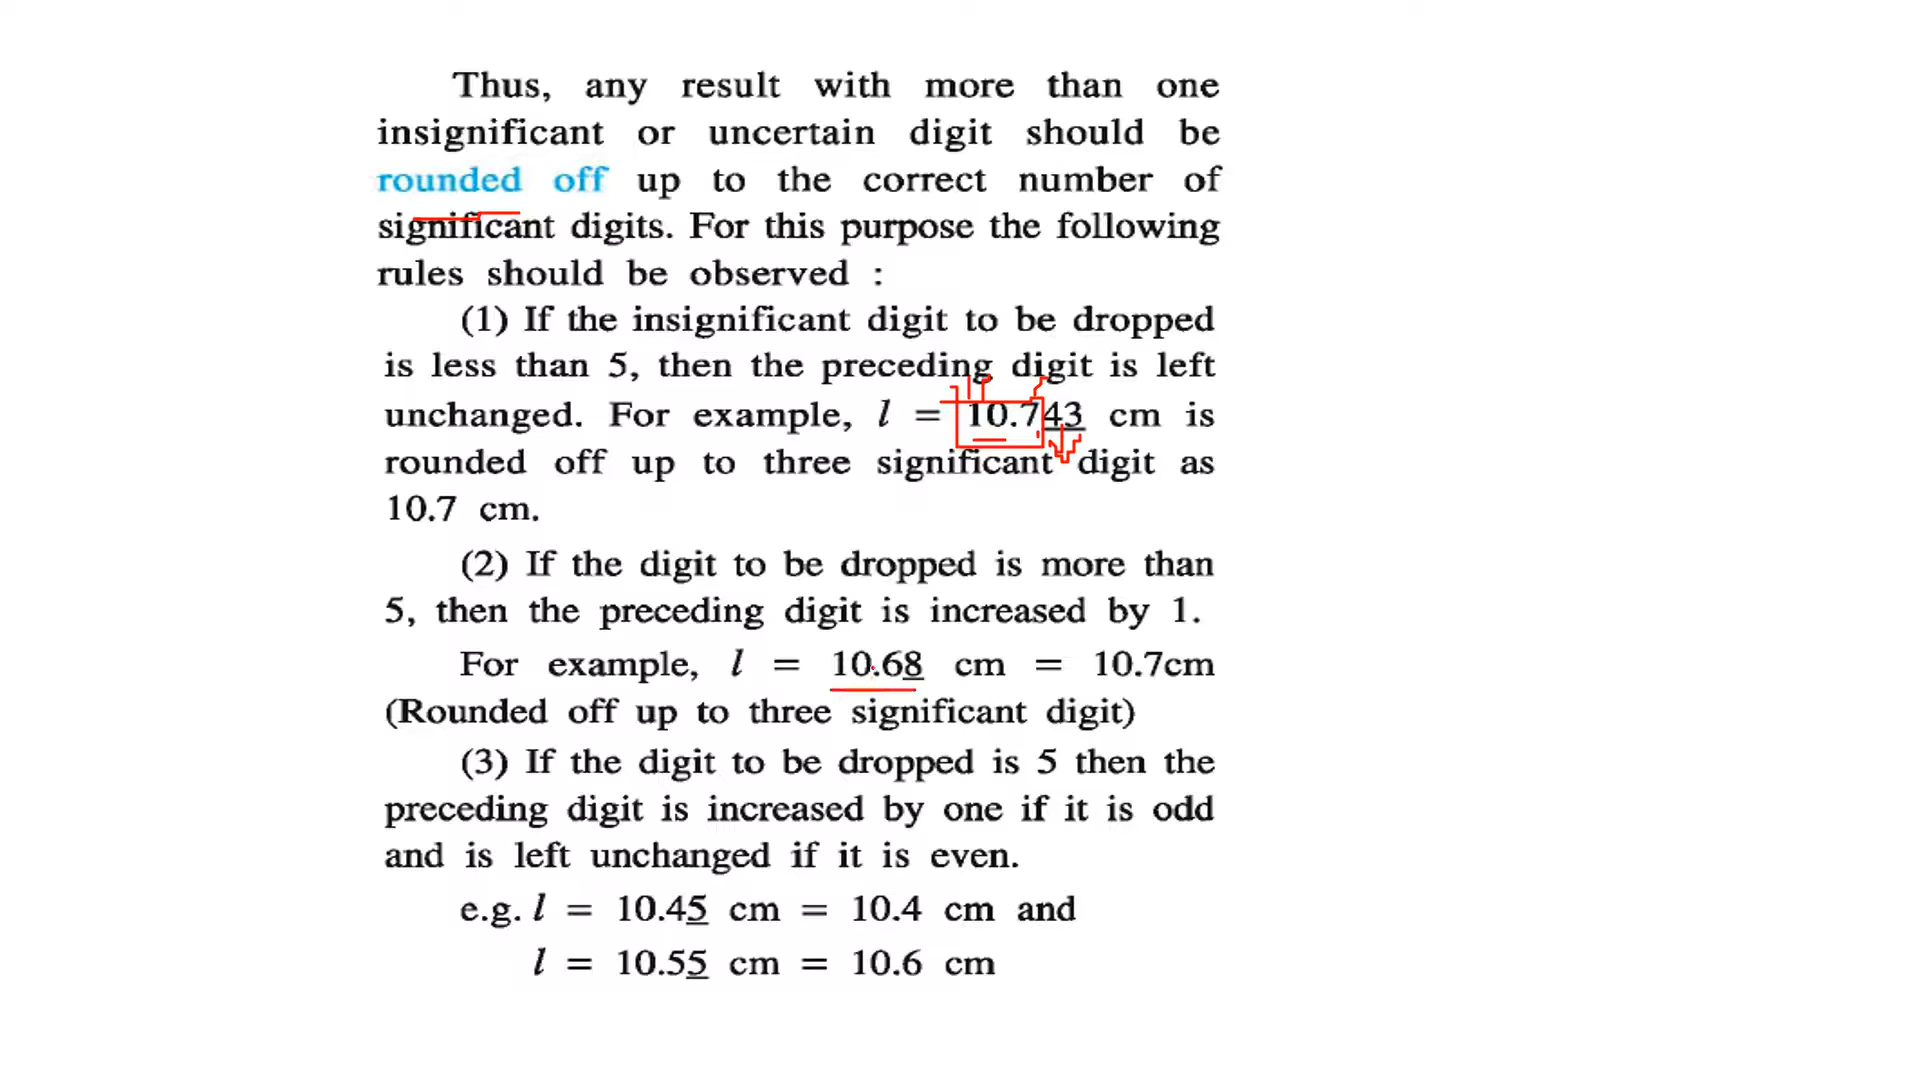 Thus, any result with more than one
insignificant or uncertain digit should be
rounded off up to the correct number of
significant digits. For this purpose the following
rules should be observed :
(1) If the insignificant digit to be dropped
is less than 5, then the preceding digit is left
unchanged. For example, l = 10.743 cm is
rounded off up to three significant digit as
10.7 cm.
(2) If the digit to be dropped is more than
5, then the preceding digit is increased by 1.
For example, l = 10.68 cm = 10.7cm
(Rounded off up to three significant digit)
(3) If the digit to be dropped is 5 then the
preceding digit is increased by one if it is odd
and is left unchanged if it is even.
e.g. l = 10.45 cm = 10.4 cm and
l = 10.55 cm = 10.6 cm